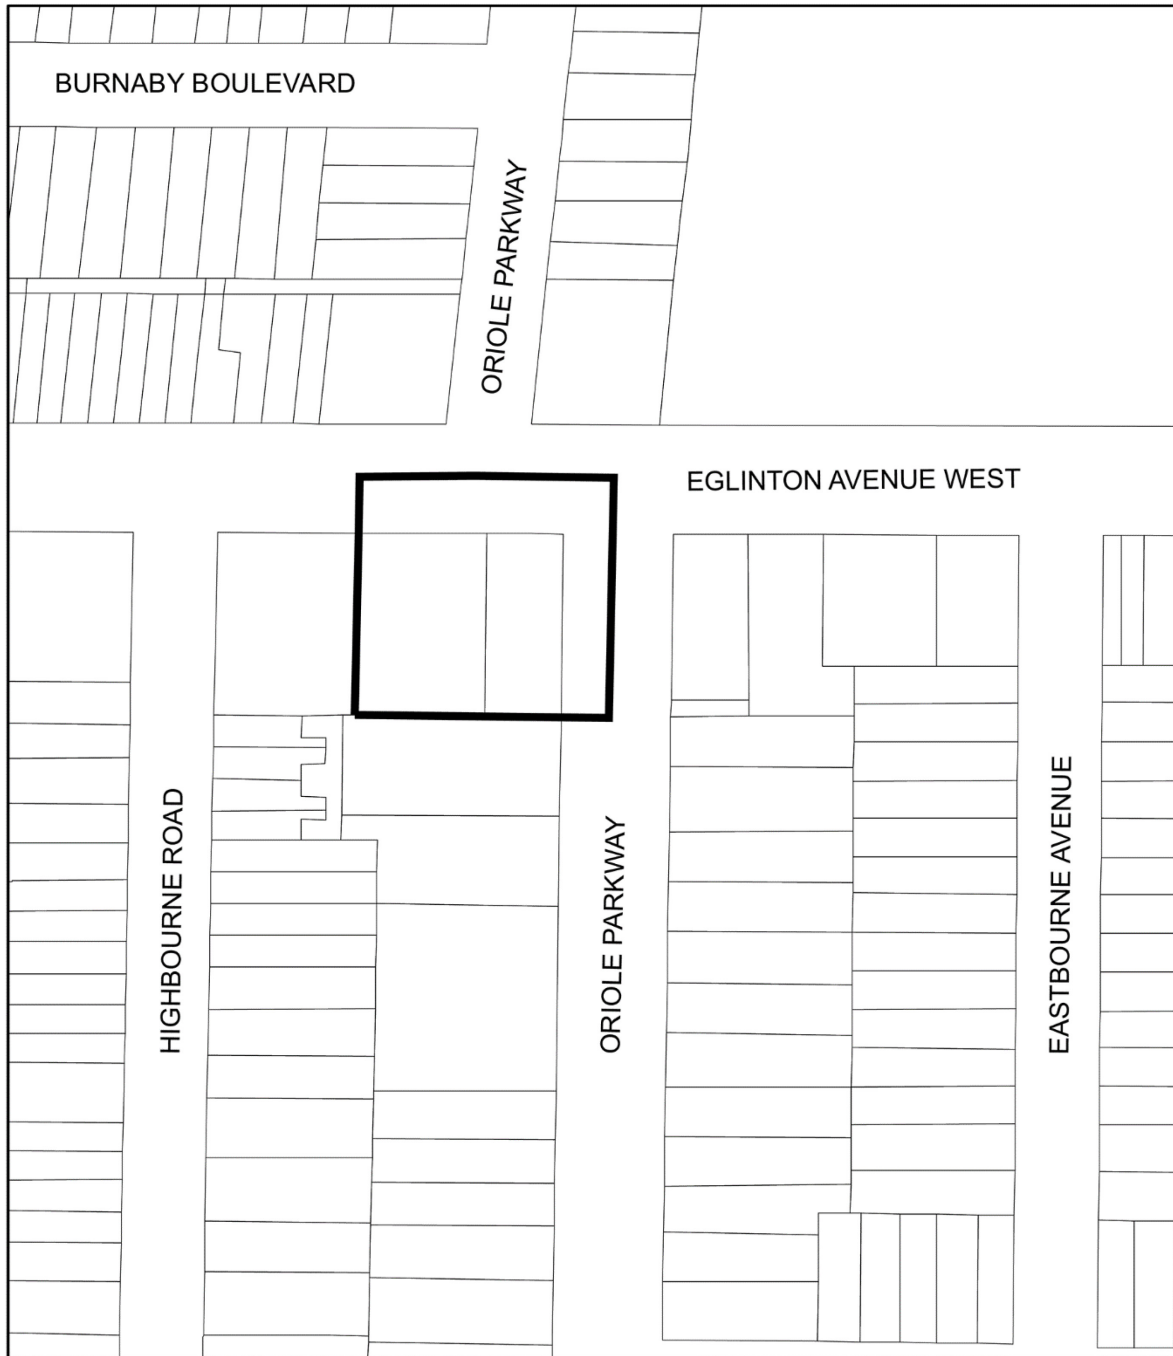 BURNABY BOULEVARD
ORIOLE PARKWAY
EGLINTON AVENUE WEST
HIGHBOURNE ROAD
ORIOLE PARKWAY
EASTBOURNE AVENUE